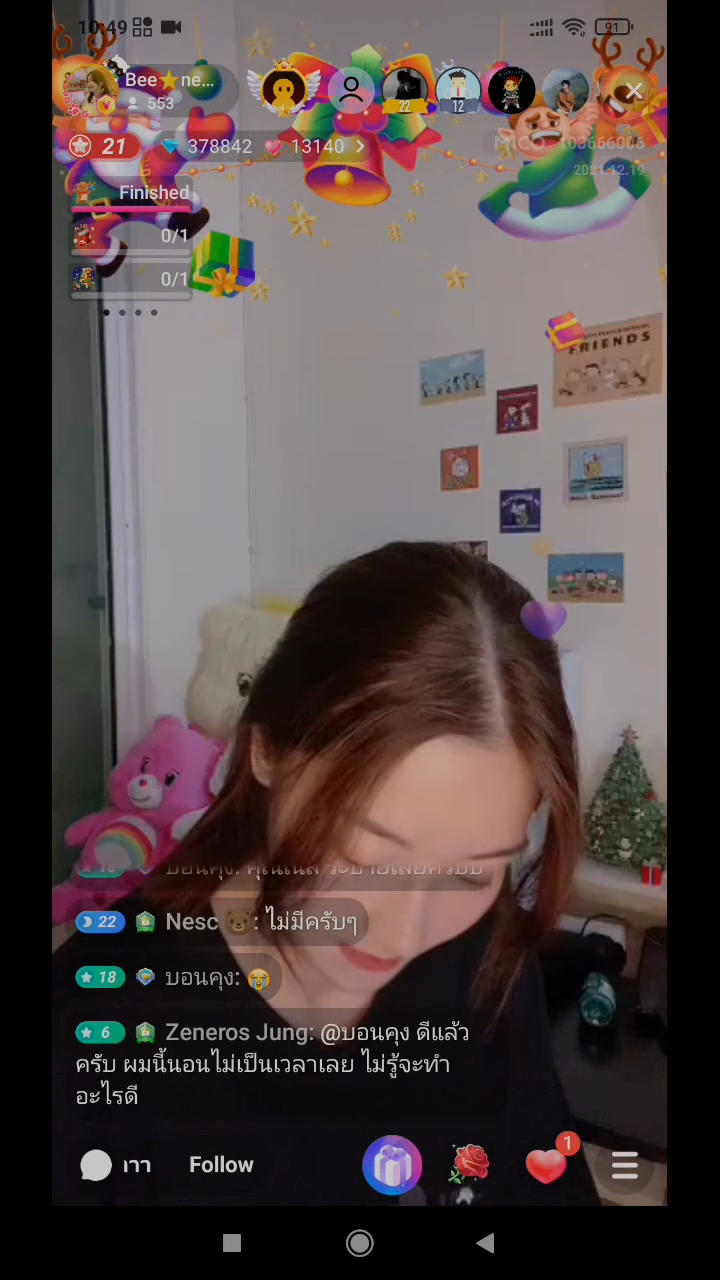 10:49
91
Bee⭐ne...
553
22
12
21 378842 13140
MICO 103666006
2021.12.19
Finished
0/1
0/1
FRIENDS
22 Nesc🐻: ไม่มีครับๆ
18 บอนคุง: 😭
6 Zeneros Jung: @บอนคุง ดีแล้ว
ครับ ผมนี้นอนไม่เป็นเวลาเลย ไม่รู้จะทำ
อะไรดี
Follow
1